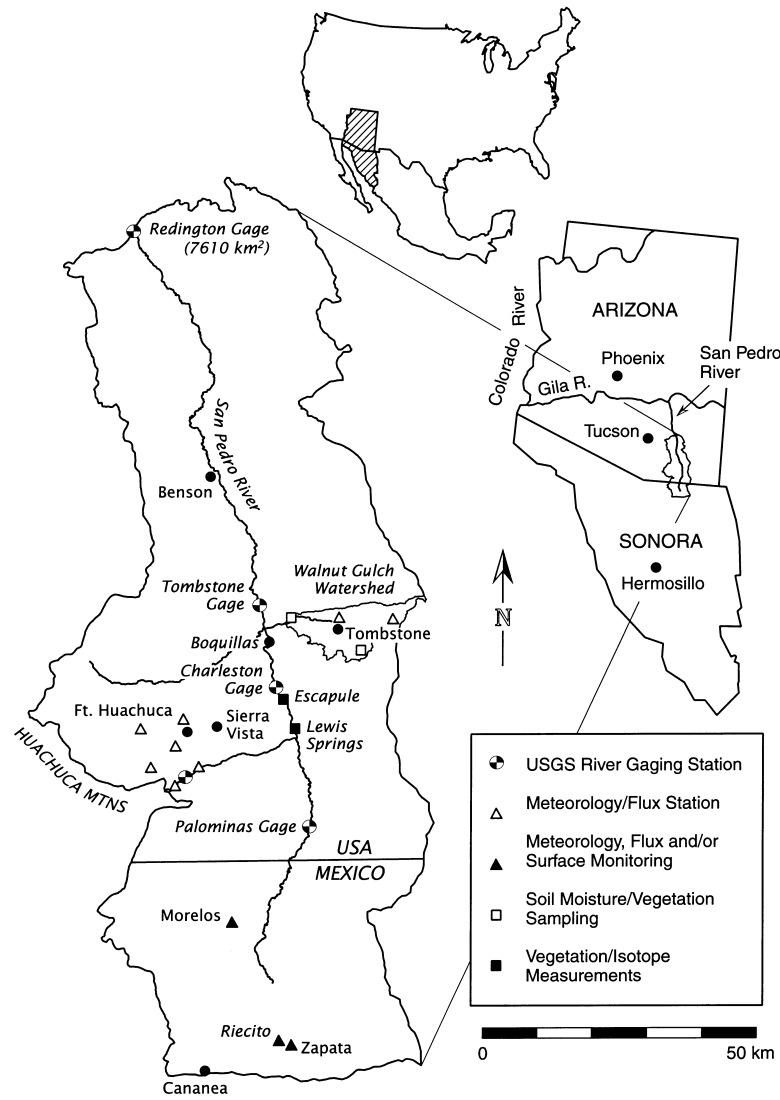 Redington Gage
(7610 km²)
ARIZONA
Colorado River
Phoenix
San Pedro
River
Gila R.
Tucson
San Pedro River
Benson
SONORA
Hermosillo
Walnut Gulch
Watershed
Tombstone
Gage
N
Tombstone
Boquillas
Charleston
Gage
Escapule
Ft. Huachuca
Sierra
Vista
Lewis
Springs
HUACHUCA MTNS
Palominas Gage
USA
MEXICO
Morelos
Riecito
Zapata
Cananea
USGS River Gaging Station
Meteorology/Flux Station
Meteorology, Flux and/or
Surface Monitoring
Soil Moisture/Vegetation
Sampling
Vegetation/Isotope
Measurements
0
50 km